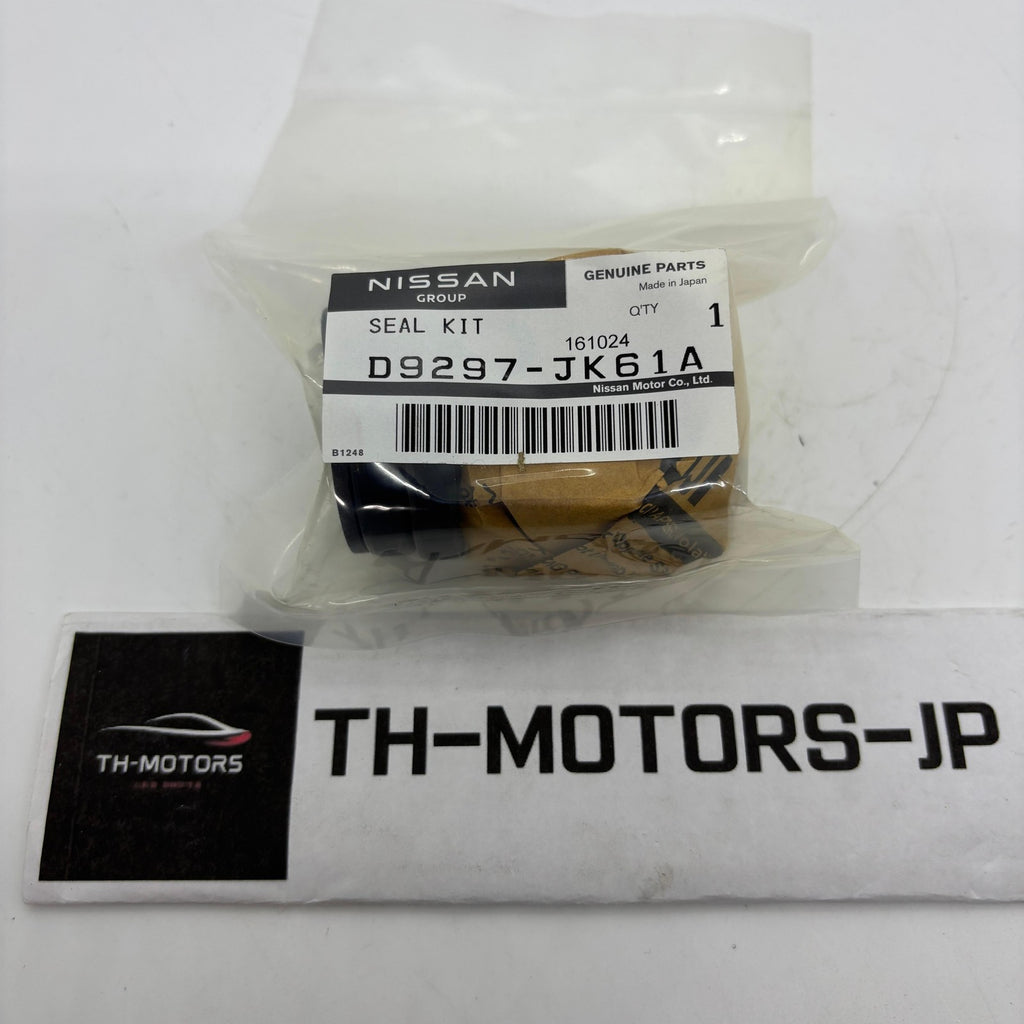 NISSAN
GROUP
GENUINE PARTS
Made in Japan
Q'TY 1
SEAL KIT
161024
D9297-JK61A
Nissan Motor Co., Ltd.
B1248
TH-MOTORS
TH-MOTORS-JP